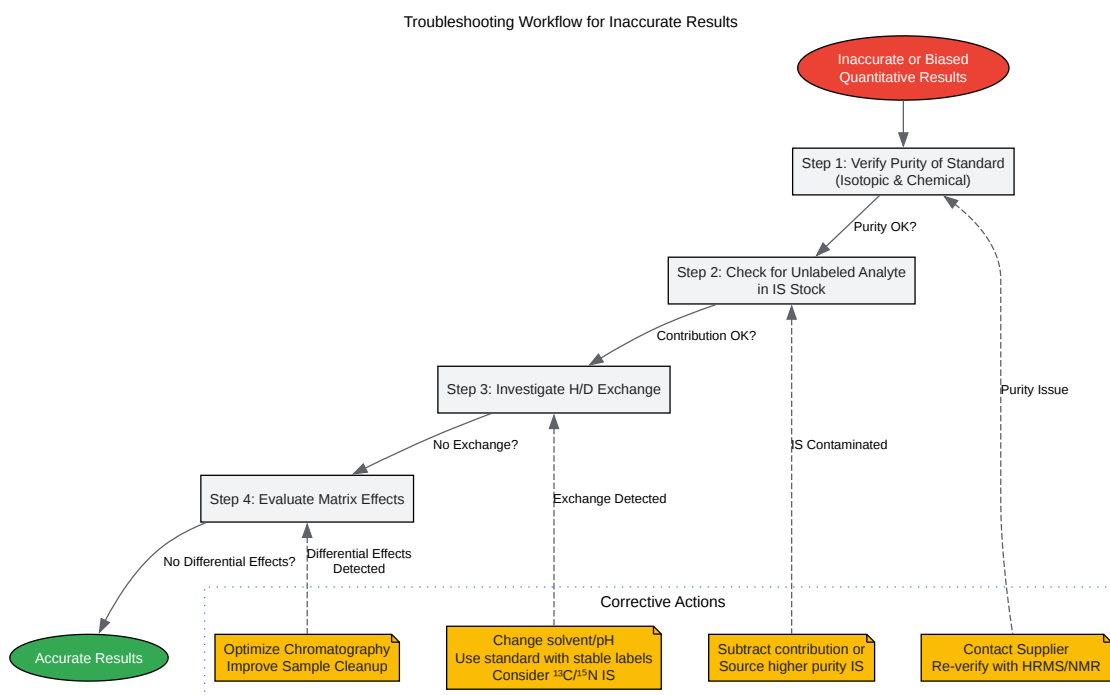 Troubleshooting Workflow for Inaccurate Results
Inaccurate or Biased
Quantitative Results
Step 1: Verify Purity of Standard
(Isotopic & Chemical)
Purity OK?
Step 2: Check for Unlabeled Analyte
in IS Stock
Contribution OK?
Step 3: Investigate H/D Exchange
Purity Issue
No Exchange?
IS Contaminated
Step 4: Evaluate Matrix Effects
Exchange Detected
No Differential Effects?
Differential Effects
Detected
Corrective Actions
Accurate Results
Optimize Chromatography
Improve Sample Cleanup
Change solvent/pH
Use standard with stable labels
Consider ¹³C/¹⁵N IS
Subtract contribution or
Source higher purity IS
Contact Supplier
Re-verify with HRMS/NMR